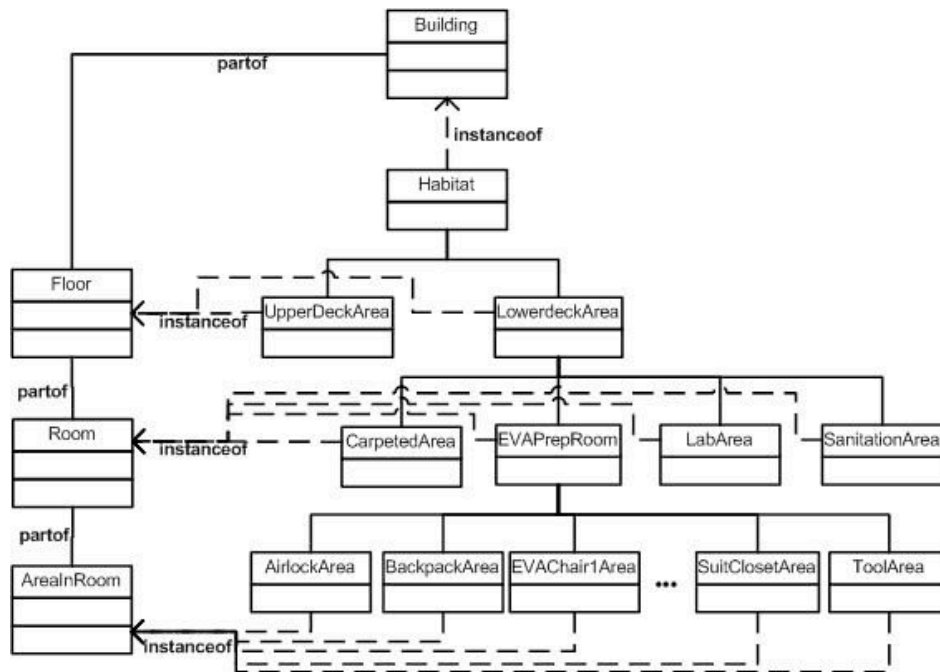 Building
partof
instanceof
Habitat
Floor
UpperDeckArea
LowerdeckArea
instanceof
partof
Room
CarpetedArea
EVAPrepRoom
LabArea
SanitationArea
instanceof
partof
AreaInRoom
AirlockArea
BackpackArea
EVAChair1Area
...
SuitClosetArea
ToolArea
instanceof